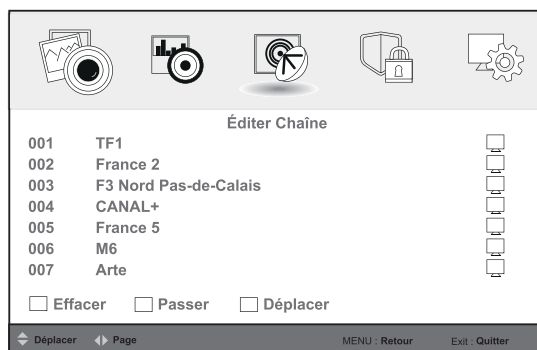 Éditer Chaîne
001 TF1
002 France 2
003 F3 Nord Pas-de-Calais
004 CANAL+
005 France 5
006 M6
007 Arte
Effacer Passer Déplacer
Déplacer Page MENU : Retour Exit : Quitter